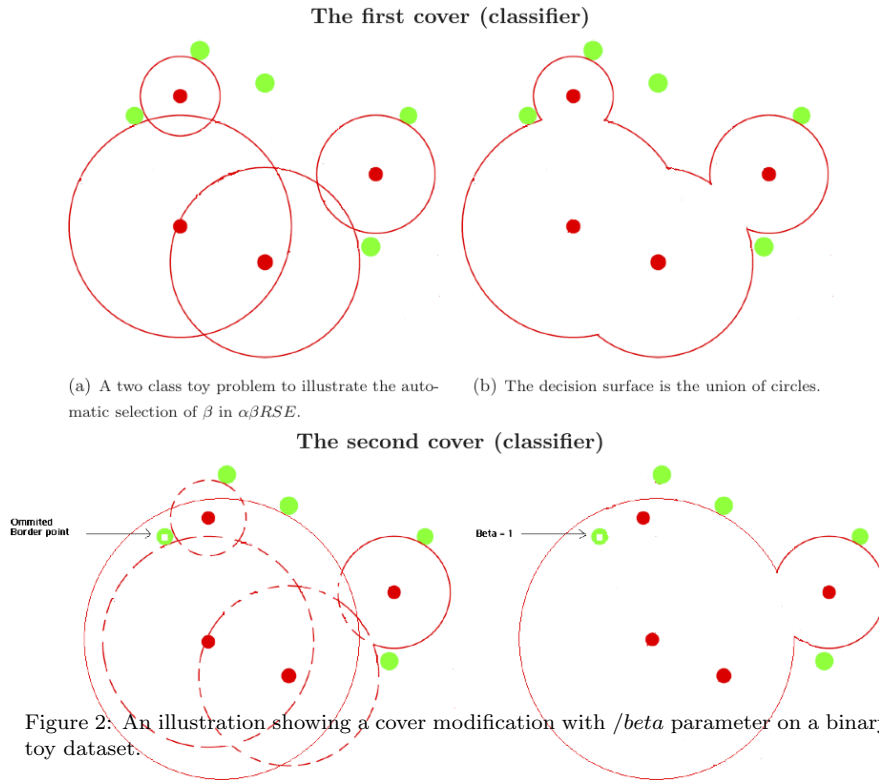 The first cover (classifier)
(a) A two class toy problem to illustrate the auto-
matic selection of β in αβRSE.
(b) The decision surface is the union of circles.
The second cover (classifier)
Ommited
Border point
Beta - 1
Figure 2: An illustration showing a cover modification with /beta parameter on a binary
toy dataset.